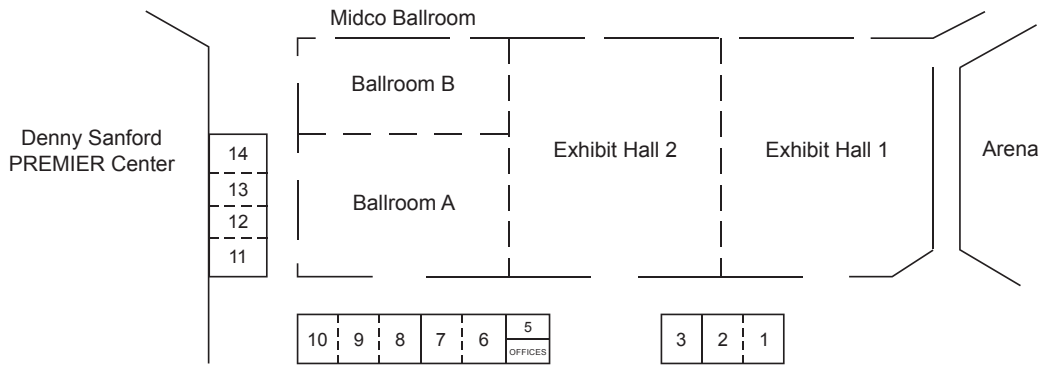 Midco Ballroom
Ballroom B
Denny Sanford
PREMIER Center
14
13
12
11
Exhibit Hall 2
Exhibit Hall 1
Arena
Ballroom A
10 9 8 7 6 5
OFFICES
3 2 1